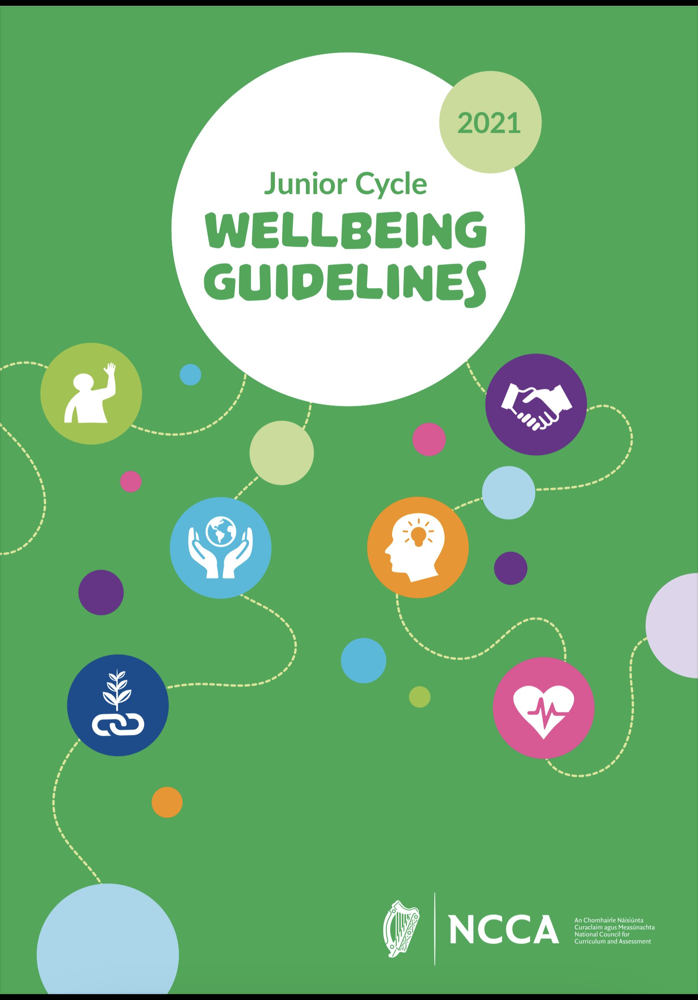 2021
Junior Cycle
WELLBEING
GUIDELINES
NCCA
An Chomhairle Náisiúnta
Curaclaim agus Measúnachta
National Council for
Curriculum and Assessment